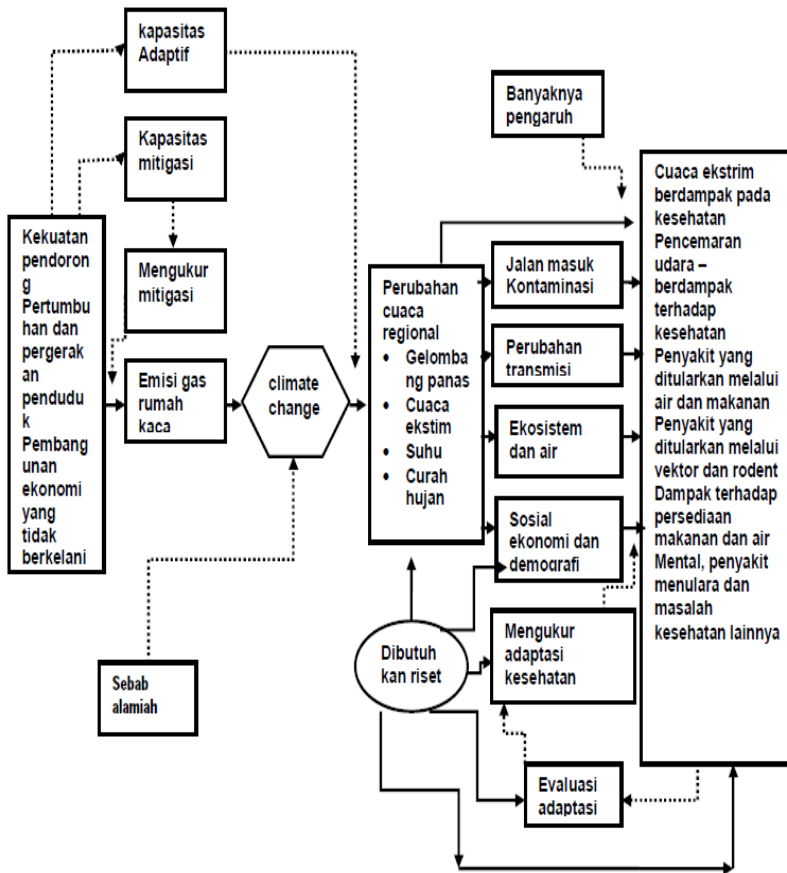 kapasitas
Adaptif
Kapasitas
mitigasi
Mengukur
mitigasi
Kekuatan
pendoron
g
Pertumbu
han dan
pergerak
an
penduduk
k
Pembang
unan
ekonomi
yang
tidak
berkelani
Emisi gas
rumah
kaca
climate
change
Sebab
alamiah
Perubahan
cuaca
regional
• Gelomba
ng panas
• Cuaca
ekstim
• Suhu
• Curah
hujan
Banyaknya
pengaruh
Jalan masuk
Kontaminasi
Perubahan
transmisi
Ekosistem
dan air
Sosial
ekonomi dan
demografi
Dibutuh
kan riset
Mengukur
adaptasi
kesehatan
Evaluasi
adaptasi
Cuaca ekstrim
berdampak pada
kesehatan
Pencemaran
udara –
berdampak
terhadap
kesehatan
Penyakit yang
ditularkan melalui
air dan makanan
Penyakit yang
ditularkan melalui
vektor dan rodent
Dampak terhadap
persediaan
makanan dan air
Mental, penyakit
menulara dan
masalah
kesehatan lainnya